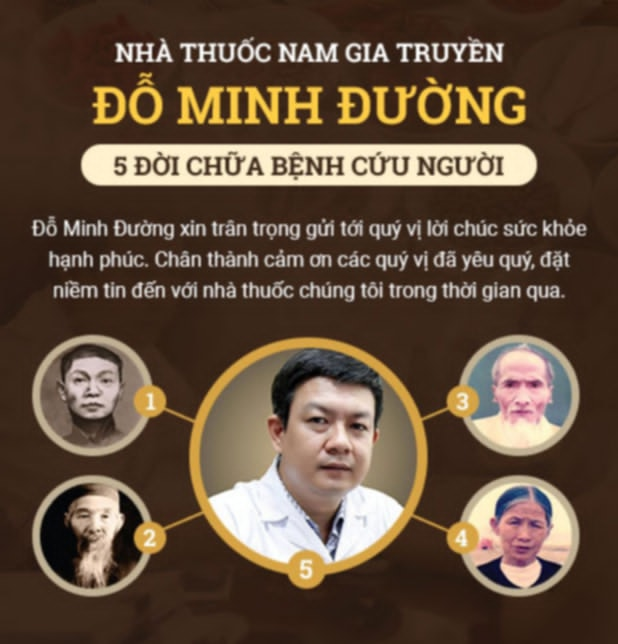 NHÀ THUỐC NAM GIA TRUYỀN
ĐỖ MINH ĐƯỜNG
5 ĐỜI CHỮA BỆNH CỨU NGƯỜI
Đỗ Minh Đường xin trân trọng gửi tới quý vị lời chúc sức khỏe
hạnh phúc. Chân thành cảm ơn các quý vị đã yêu quý, đặt
niềm tin đến với nhà thuốc chúng tôi trong thời gian qua.
1
3
2
4
5